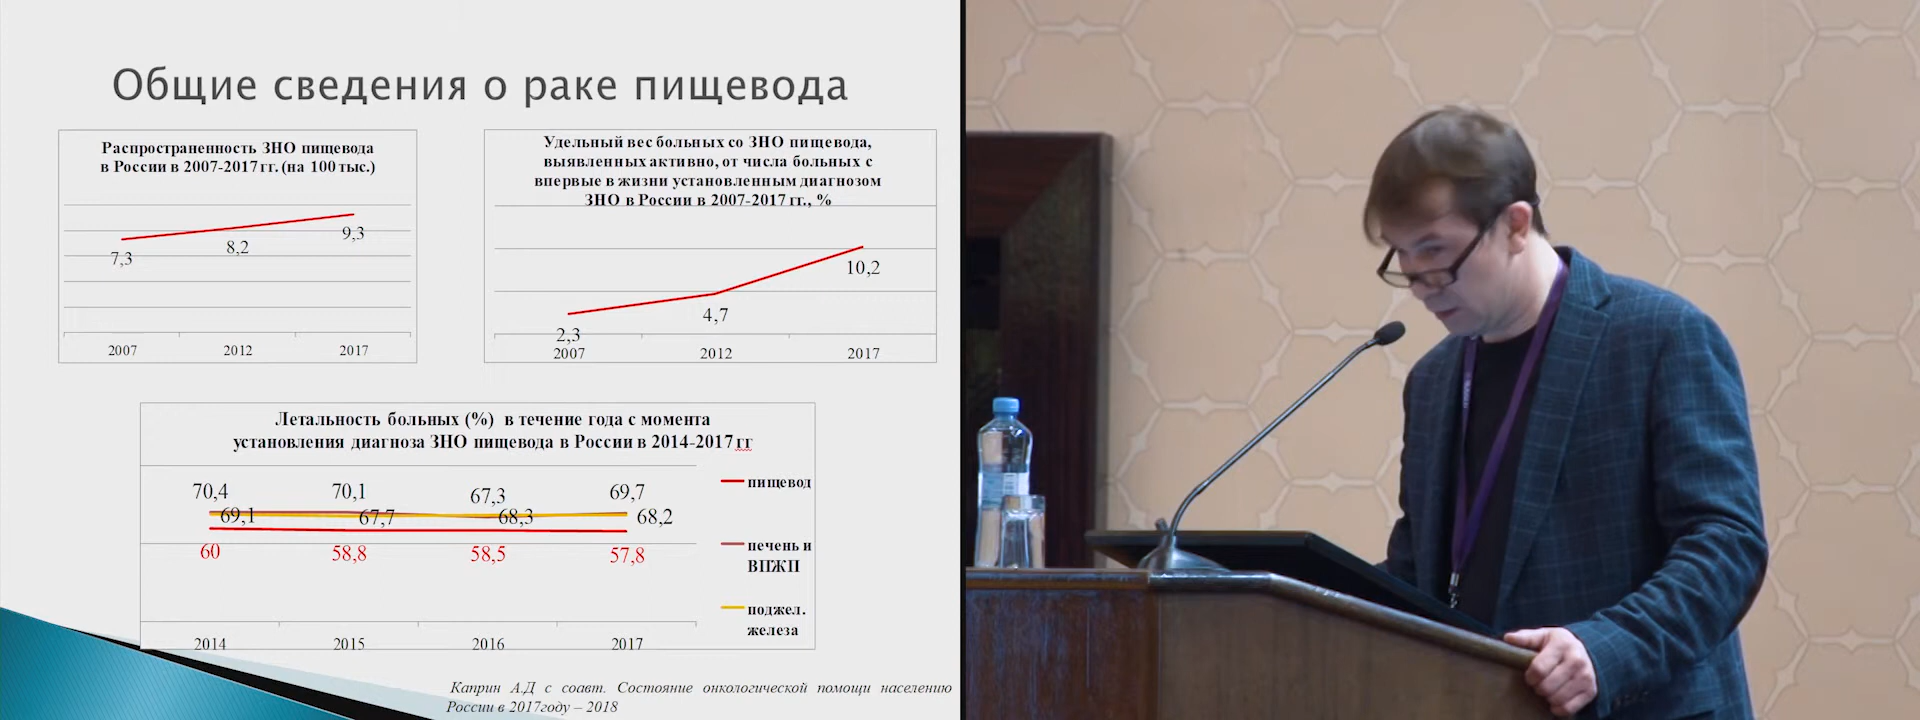 Общие сведения о раке пищевода
Распространенность ЗНО пищевода
в России в 2007-2017 гг. (на 100 тыс.)
7,3
8,2
9,3
2007
2012
2017
Удельный вес больных со ЗНО пищевода,
выявленных активно, от числа больных с
впервые в жизни установленным диагнозом
ЗНО в России в 2007-2017 гг., %
2,3
4,7
10,2
2007
2012
2017
Летальность больных (%) в течение года с момента
установления диагноза ЗНО пищевода в России в 2014-2017 гг
70,4
70,1
67,3
69,7
69,1
67,7
68,3
68,2
60
58,8
58,5
57,8
2014
2015
2016
2017
пищевод
печень и
ВПЖП
поджел.
железа
Каприн А.Д с соавт. Состояние онкологической помощи населению
России в 2017году – 2018